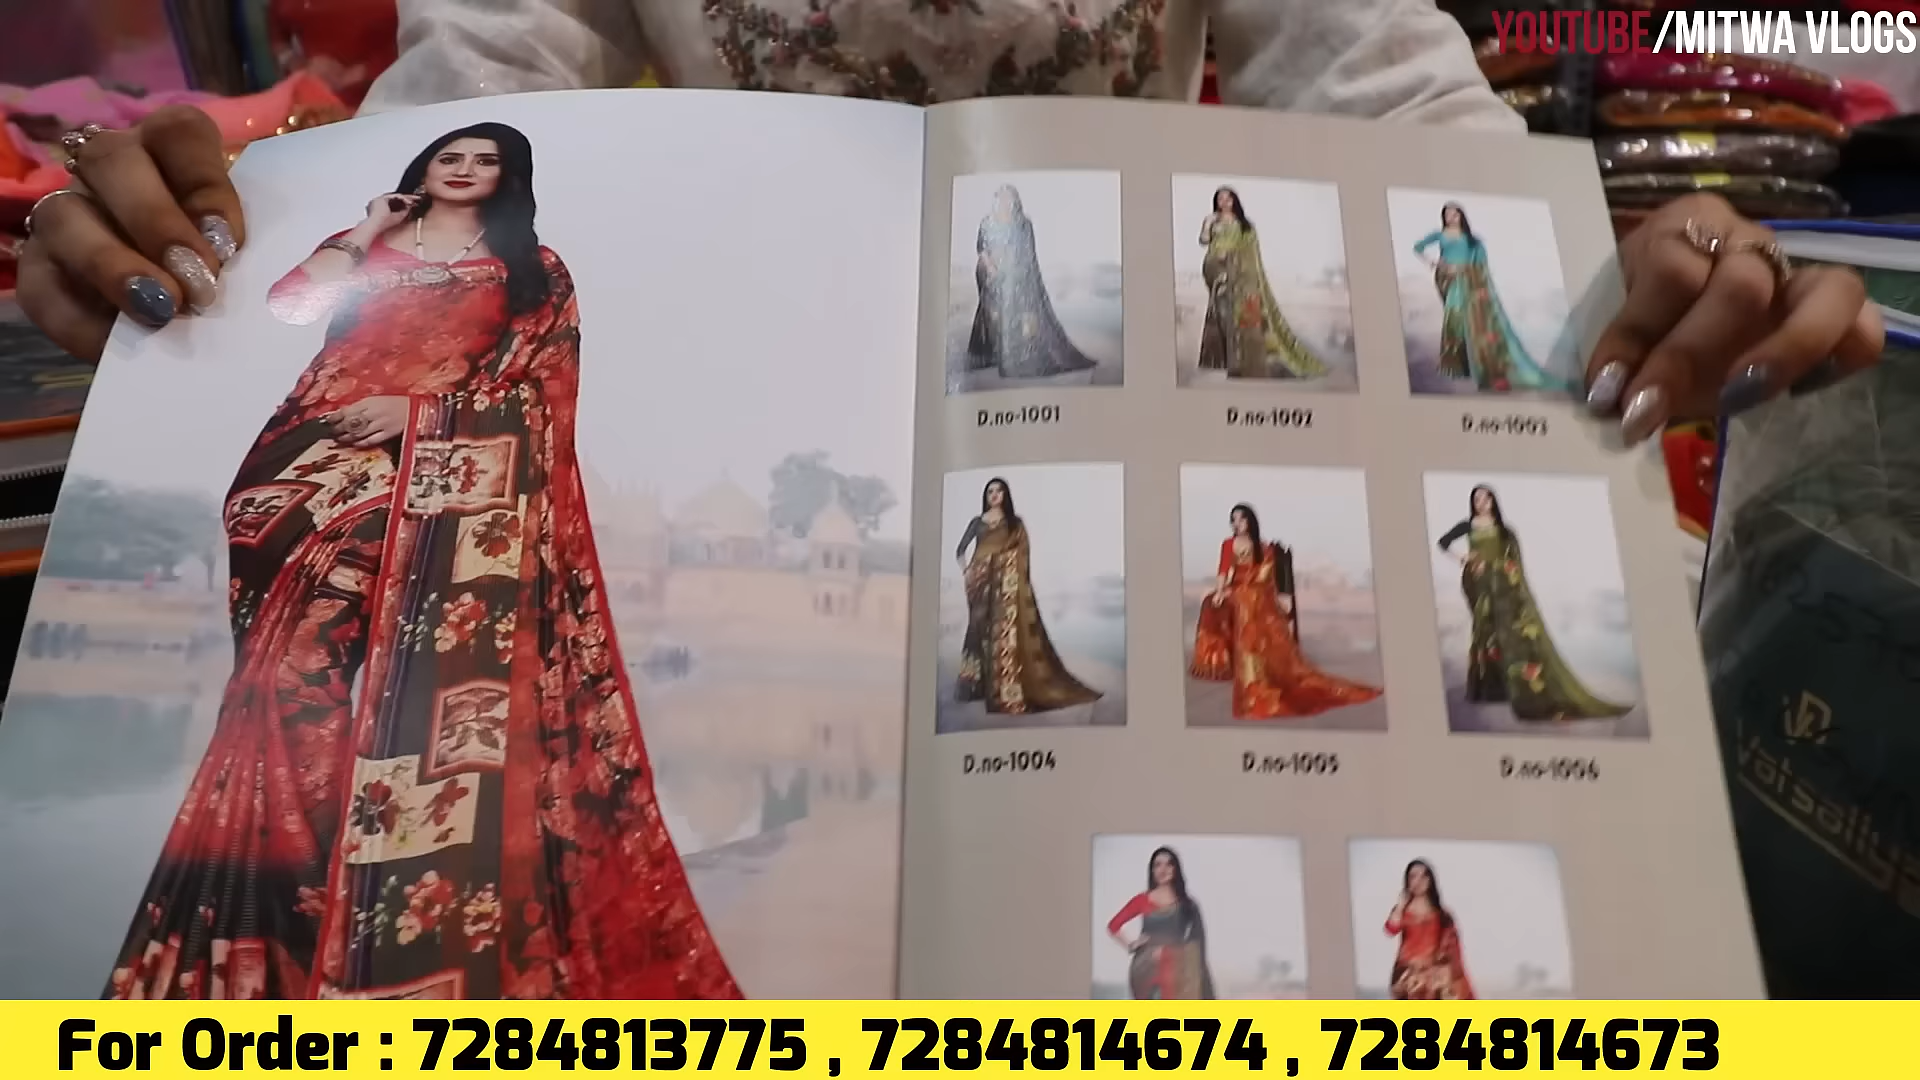 YOUTUBE/MITWA VLOGS
D.no-1001
D.no-1002
D.no-1003
D.no-1004
D.no-1005
D.no-1006
Vatsally
For Order : 7284813775 , 7284814674 , 7284814673